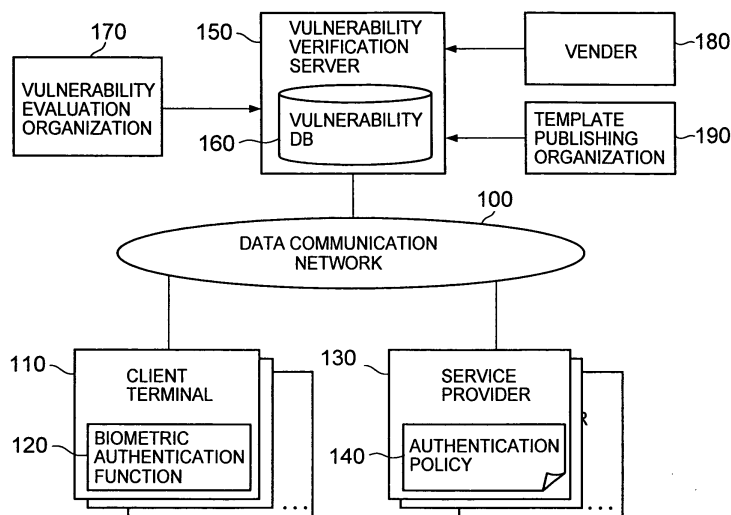 170
VULNERABILITY
EVALUATION
ORGANIZATION
150
VULNERABILITY
VERIFICATION
SERVER
160
VULNERABILITY
DB
VENDER
180
TEMPLATE
PUBLISHING
ORGANIZATION
190
100
DATA COMMUNICATION
NETWORK
110
CLIENT
TERMINAL
120
BIOMETRIC
AUTHENTICATION
FUNCTION
...
130
SERVICE
PROVIDER
R
140
AUTHENTICATION
POLICY
...